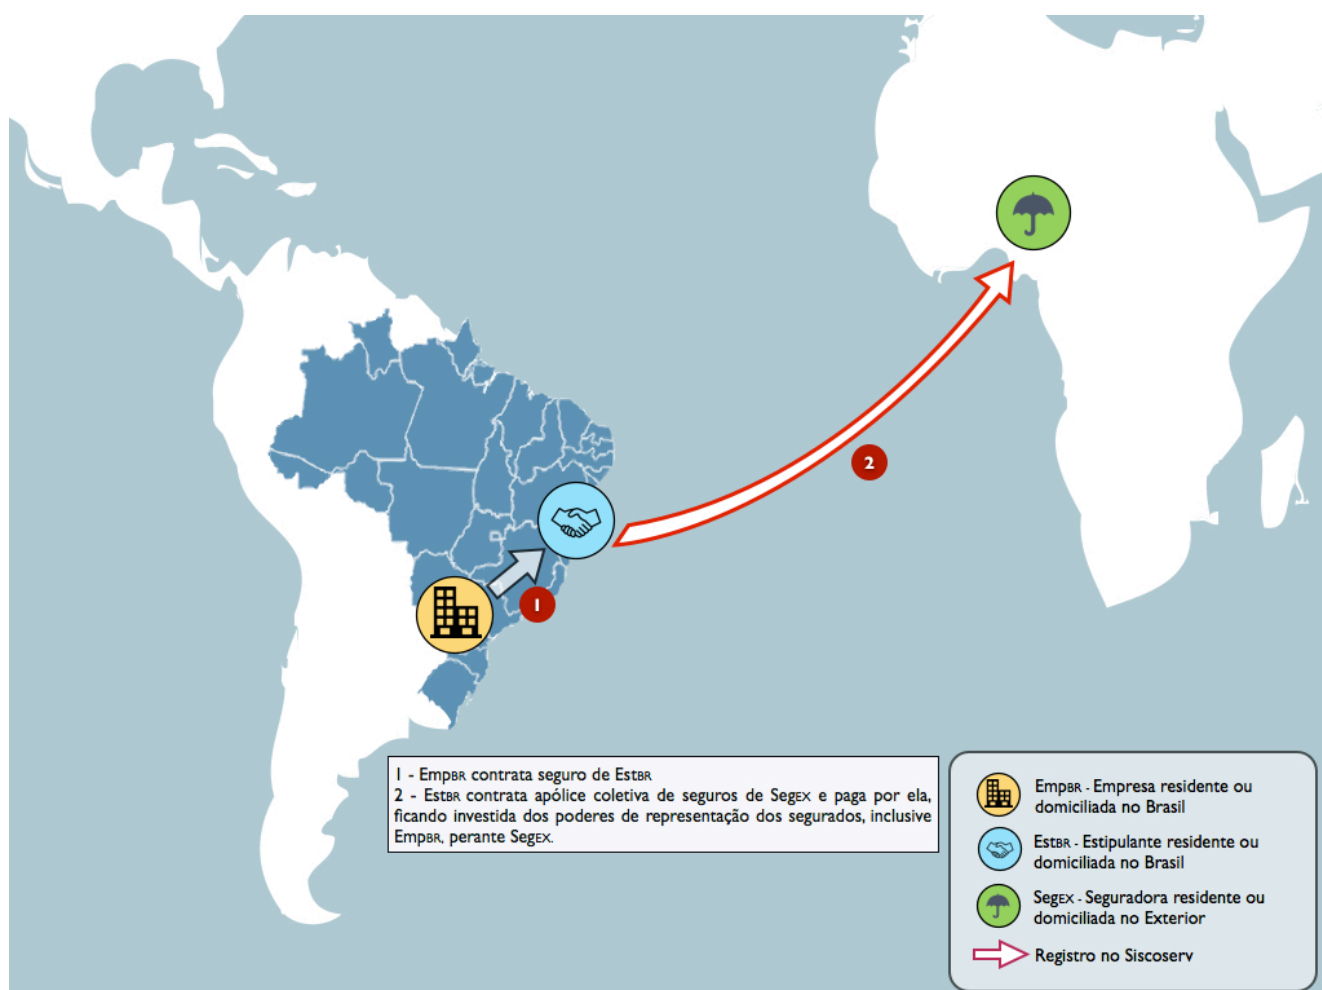 2
1
1 - EmpBR contrata seguro de EstBR
2 - EstBR contrata apólice coletiva de seguros de SegEX e paga por ela,
ficando investida dos poderes de representação dos segurados, inclusive
EmpBR, perante SegEX.
EmpBR - Empresa residente ou
domiciliada no Brasil
EstBR - Estipulante residente ou
domiciliada no Brasil
SegEX - Seguradora residente ou
domiciliada no Exterior
Registro no Siscoserv